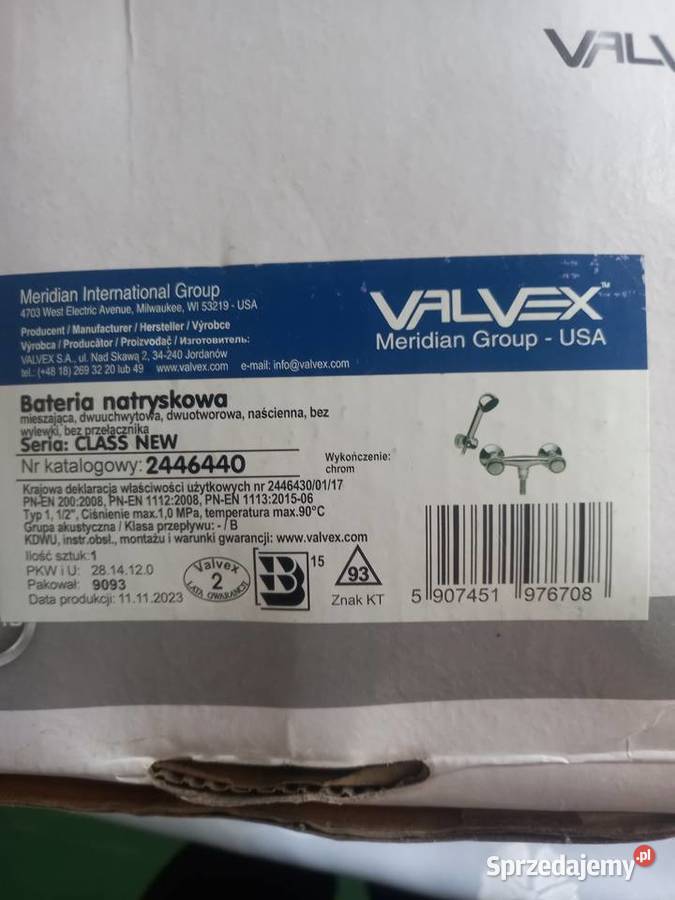 VALV
Meridian International Group
4703 West Electric Avenue, Milwaukee, WI 53219 - USA
Producent / Manufacturer / Hersteller / Výrobce
Výrobca / Producător / Proizvođač / Изготовитель:
VALVEX S.A., ul. Nad Skawą 2, 34-240 Jordanów
tel.: (+48 18) 269 32 20 lub 49 www.valvex.com e-mail: info@valvex.com
VALVEX™
Meridian Group - USA
Bateria natryskowa
mieszająca, dwuuchwytowa, dwuotworowa, naścienna, bez
wylewki, bez przełącznika
Seria: CLASS NEW
Nr katalogowy: 2446440
Wykończenie:
chrom
Krajowa deklaracja właściwości użytkowych nr 2446430/01/17
PN-EN 200:2008, PN-EN 1112:2008, PN-EN 1113:2015-06
Typ 1, 1/2", Ciśnienie max.1,0 MPa, temperatura max.90°C
Grupa akustyczna / Klasa przepływu: - / B
KDWU, instr.obsł., montażu i warunki gwarancji: www.valvex.com
Ilość sztuk: 1
PKW i U: 28.14.12.0
Pakował: 9093
Data produkcji: 11.11.2023
Valvex
2
LATA GWARANCJI
B
15
93
Znak KT
5 907451 976708
Sprzedajemy.pl